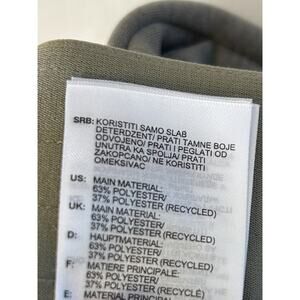 SRB: KORISTITI SAMO SLAB
DETERDZENT/ PRATI TAMNE BOJE
ODVOJENO/ PRATI I PEGLATI OD
UNUTRA KA SPOLJA/ PRATI
ZAKOPCANO/ NE KORISTITI
OMEKSIVAC
US: MAIN MATERIAL:
63% POLYESTER/
37% POLYESTER (RECYCLED)
UK: MAIN MATERIAL:
63% POLYESTER/
37% POLYESTER (RECYCLED)
D: HAUPTMATERIAL:
63% POLYESTER/
37% POLYESTER (RECYCLED)
F: MATIERE PRINCIPALE:
63% POLYESTER/
37% POLYESTER (RECYCLED)
E: MATERIAL PRINCIPAL: